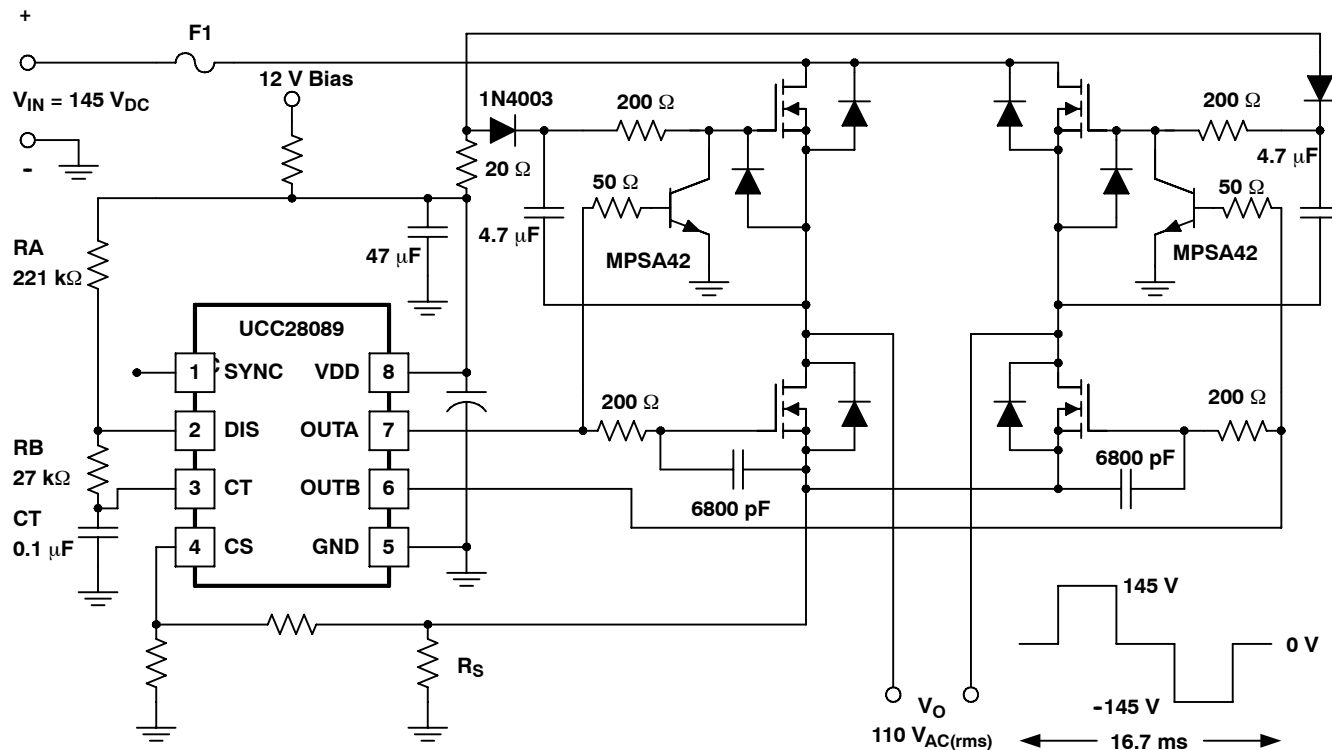 +
F1
12 V Bias
V_IN = 145 V_DC
-
1N4003
200 Ω
200 Ω
20 Ω
4.7 μF
50 Ω
50 Ω
RA
221 kΩ
47 μF
4.7 μF
MPSA42
MPSA42
UCC28089
1 SYNC VDD 8
2 DIS OUTA 7
3 CT OUTB 6
4 CS GND 5
200 Ω
200 Ω
RB
27 kΩ
6800 pF
6800 pF
CT
0.1 μF
R_S
145 V
0 V
-145 V
V_O
110 V_AC(rms)
16.7 ms